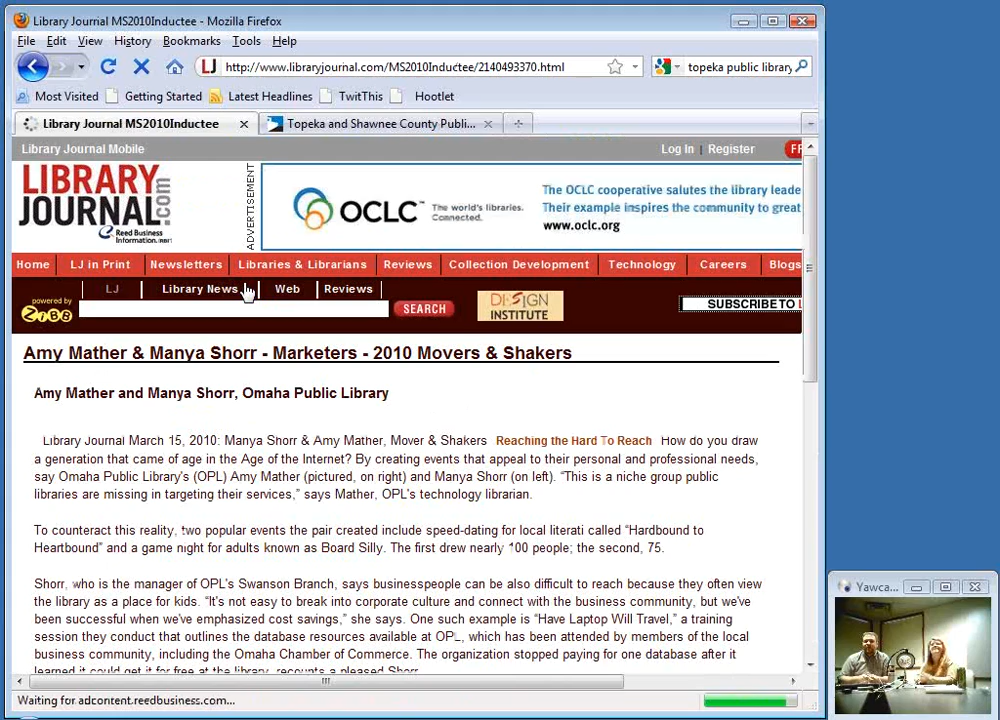 Library Journal MS2010Inductee - Mozilla Firefox
File Edit View History Bookmarks Tools Help
LJ http://www.libraryjournal.com/MS2010Inductee/2140493370.html topeka public library
Most Visited Getting Started Latest Headlines TwitThis Hootlet
Library Journal MS2010Inductee Topeka and Shawnee County Publi...
Library Journal Mobile Log In | Register FR
LIBRARY
JOURNAL .com
Reed Business
Information.
ADVERTISEMENT
OCLC™ The world's libraries.
Connected.
The OCLC cooperative salutes the library leade
Their example inspires the community to great
www.oclc.org
Home LJ in Print Newsletters Libraries & Librarians Reviews Collection Development Technology Careers Blogs
LJ Library News Web Reviews
powered by
ZIBB SEARCH DESIGN
INSTITUTE SUBSCRIBE TO L
Amy Mather & Manya Shorr - Marketers - 2010 Movers & Shakers
Amy Mather and Manya Shorr, Omaha Public Library
Library Journal March 15, 2010: Manya Shorr & Amy Mather, Mover & Shakers Reaching the Hard To Reach How do you draw
a generation that came of age in the Age of the Internet? By creating events that appeal to their personal and professional needs,
say Omaha Public Library's (OPL) Amy Mather (pictured, on right) and Manya Shorr (on left). “This is a niche group public
libraries are missing in targeting their services,” says Mather, OPL's technology librarian.
To counteract this reality, two popular events the pair created include speed-dating for local literati called “Hardbound to
Heartbound” and a game night for adults known as Board Silly. The first drew nearly 100 people; the second, 75.
Shorr, who is the manager of OPL's Swanson Branch, says businesspeople can be also difficult to reach because they often view
the library as a place for kids. “It's not easy to break into corporate culture and connect with the business community, but we've
been successful when we've emphasized cost savings,” she says. One such example is “Have Laptop Will Travel,” a training
session they conduct that outlines the database resources available at OPL, which has been attended by members of the local
business community, including the Omaha Chamber of Commerce. The organization stopped paying for one database after it
learned it could get it for free at the library, recounts a pleased Shorr.
Waiting for adcontent.reedbusiness.com...
Yawca...